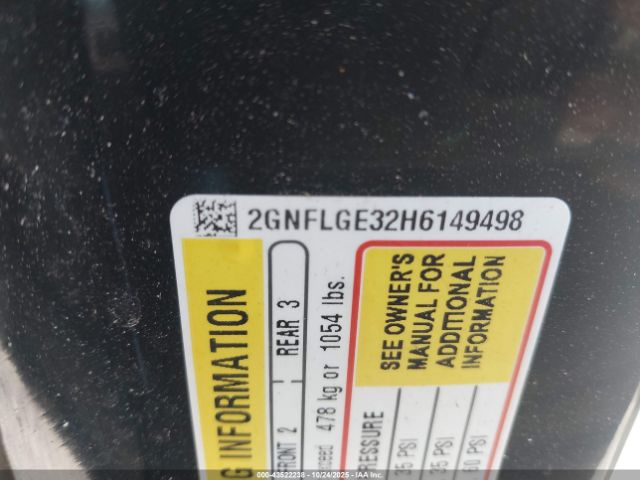 2GNFLGE32H6149498
G INFORMATION
FRONT 2 REAR 3
478 kg or 1054 lbs.
SEE OWNER'S
MANUAL FOR
ADDITIONAL
INFORMATION
35 PSI
35 PSI
60 PSI
000-43522238 - 10/24/2025 - IAA Inc.